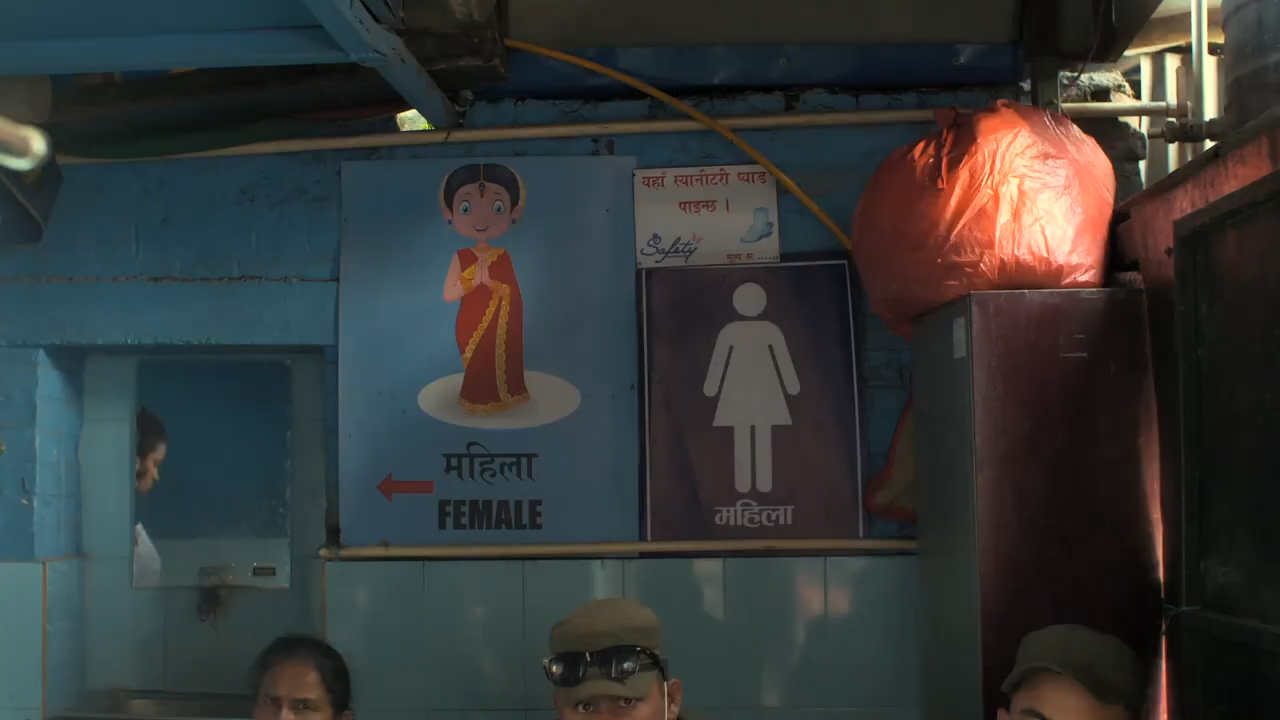 महिला
FEMALE
यहाँ स्यानीटरी प्याड
पाइन्छ ।
Safety
मूल्य रू ......
महिला